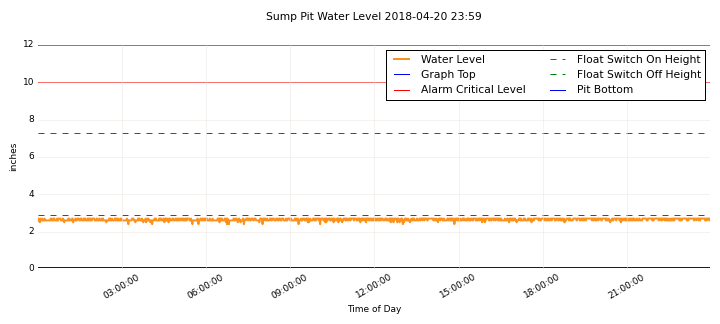 Sump Pit Water Level 2018-04-20 23:59
12
10
8
6
4
2
0
inches
Water Level
Graph Top
Alarm Critical Level
Float Switch On Height
Float Switch Off Height
Pit Bottom
03:00:00
06:00:00
09:00:00
12:00:00
15:00:00
18:00:00
21:00:00
Time of Day